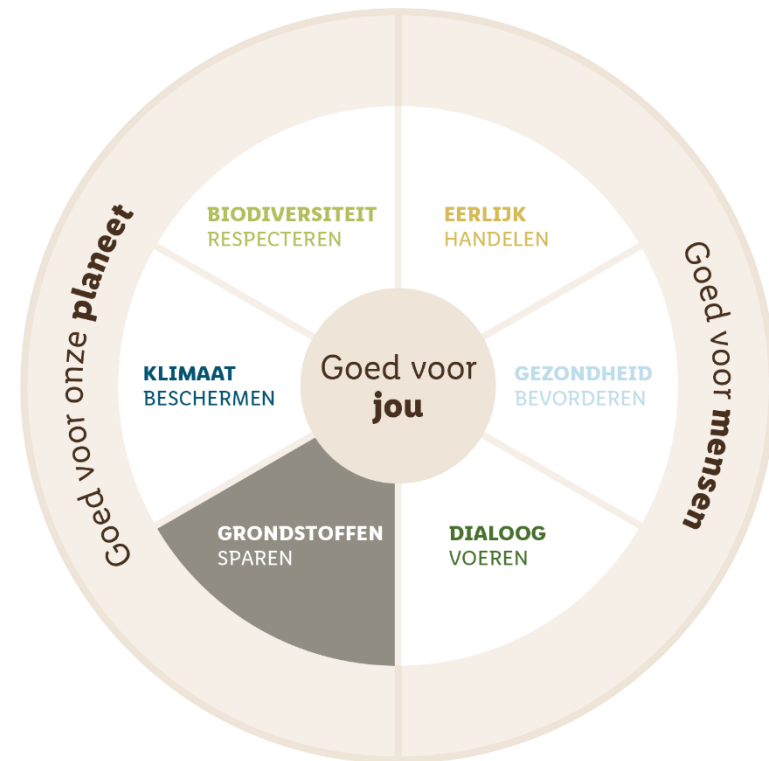 Goed voor onze planeet
BIODIVERSITEIT
RESPECTEREN
EERLIJK
HANDELEN
KLIMAAT
BESCHERMEN
Goed voor
jou
GEZONDHEID
BEVORDEREN
GRONDSTOFFEN
SPAREN
DIALOOG
VOEREN
Goed voor mensen